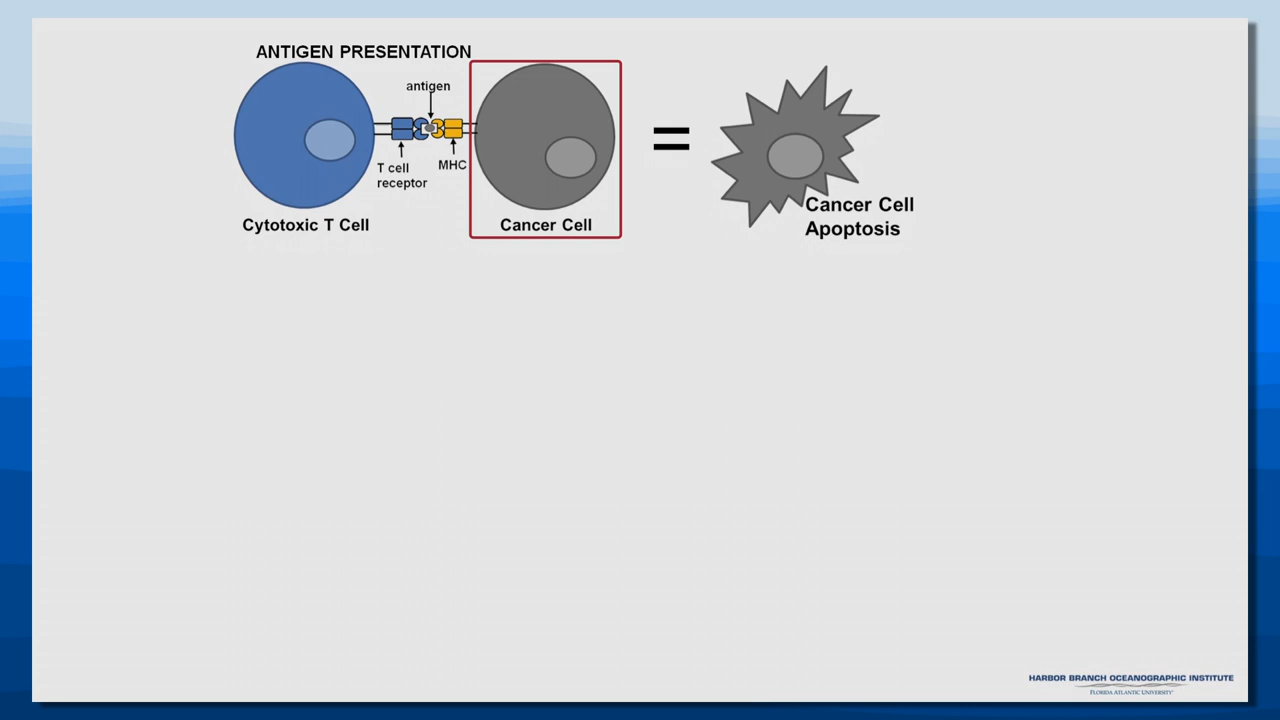 ANTIGEN PRESENTATION
antigen
T cell
receptor
MHC
Cytotoxic T Cell
Cancer Cell
=
Cancer Cell
Apoptosis
HARBOR BRANCH OCEANOGRAPHIC INSTITUTE
FLORIDA ATLANTIC UNIVERSITY